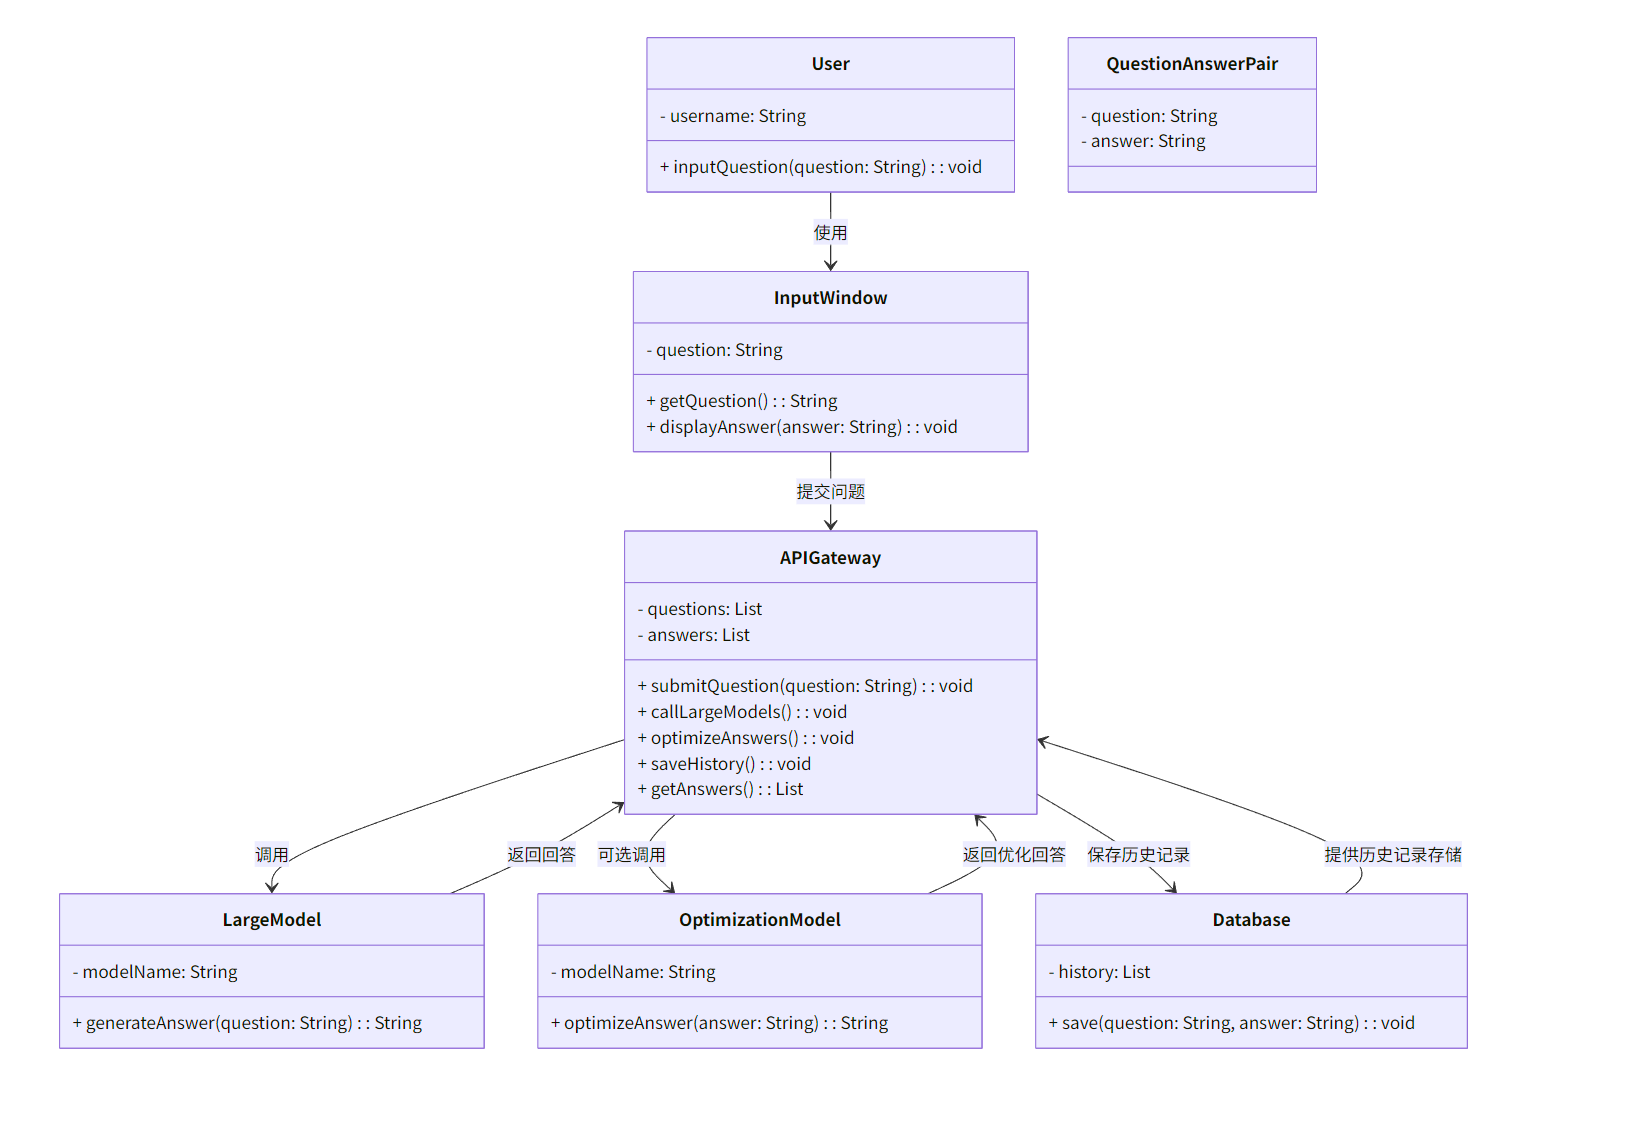 User
- username: String
+ inputQuestion(question: String) : : void
QuestionAnswerPair
- question: String
- answer: String
使用
InputWindow
- question: String
+ getQuestion() : : String
+ displayAnswer(answer: String) : : void
提交问题
APIGateway
- questions: List
- answers: List
+ submitQuestion(question: String) : : void
+ callLargeModels() : : void
+ optimizeAnswers() : : void
+ saveHistory() : : void
+ getAnswers() : : List
调用
返回回答
可选调用
返回优化回答
保存历史记录
提供历史记录存储
LargeModel
- modelName: String
+ generateAnswer(question: String) : : String
OptimizationModel
- modelName: String
+ optimizeAnswer(answer: String) : : String
Database
- history: List
+ save(question: String, answer: String) : : void